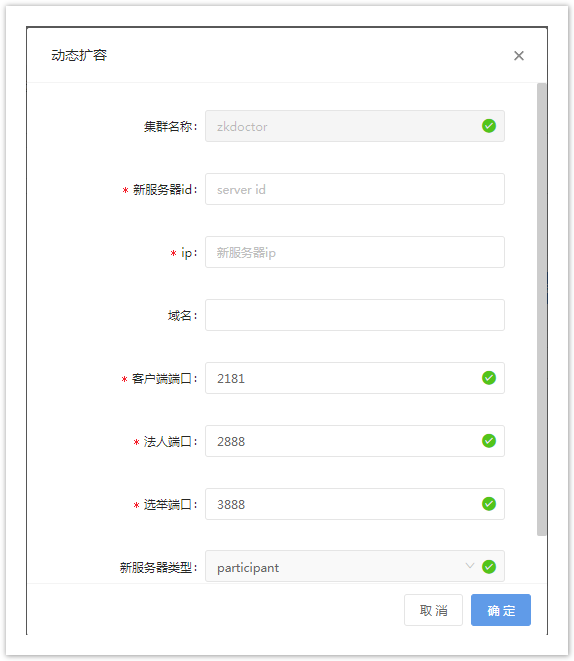 动态扩容
集群名称: zkdoctor
* 新服务器id: server id
* ip: 新服务器ip
域名:
* 客户端端口: 2181
* 法人端口: 2888
* 选举端口: 3888
新服务器类型: participant
取 消 确 定